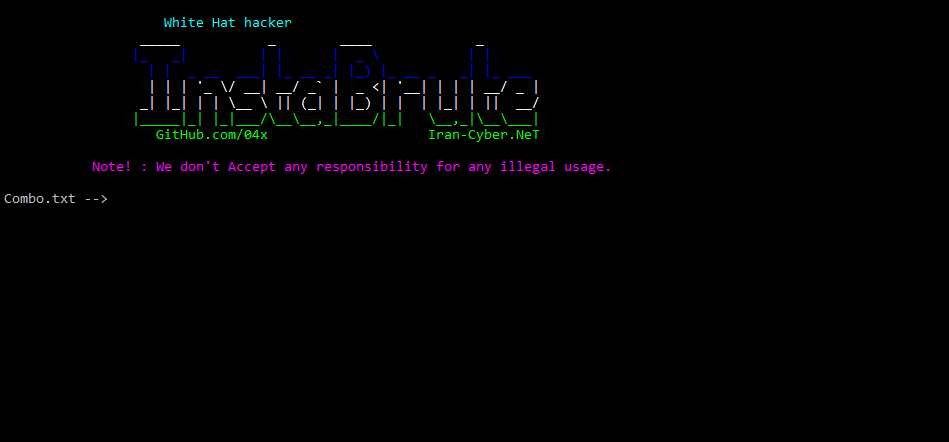 White Hat hacker
InstaBrute
GitHub.com/04x Iran-Cyber.NeT
Note! : We don't Accept any responsibility for any illegal usage.
Combo.txt -->